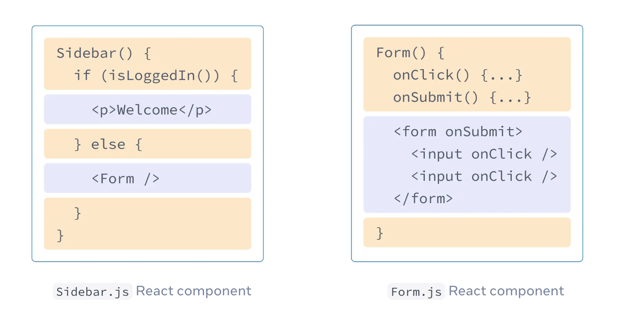 Sidebar() {
if (isLoggedIn()) {
<p>Welcome</p>
} else {
<Form />
}
}
Sidebar.js React component
Form() {
onClick() {...}
onSubmit() {...}
<form onSubmit>
<input onClick />
<input onClick />
</form>
}
Form.js React component